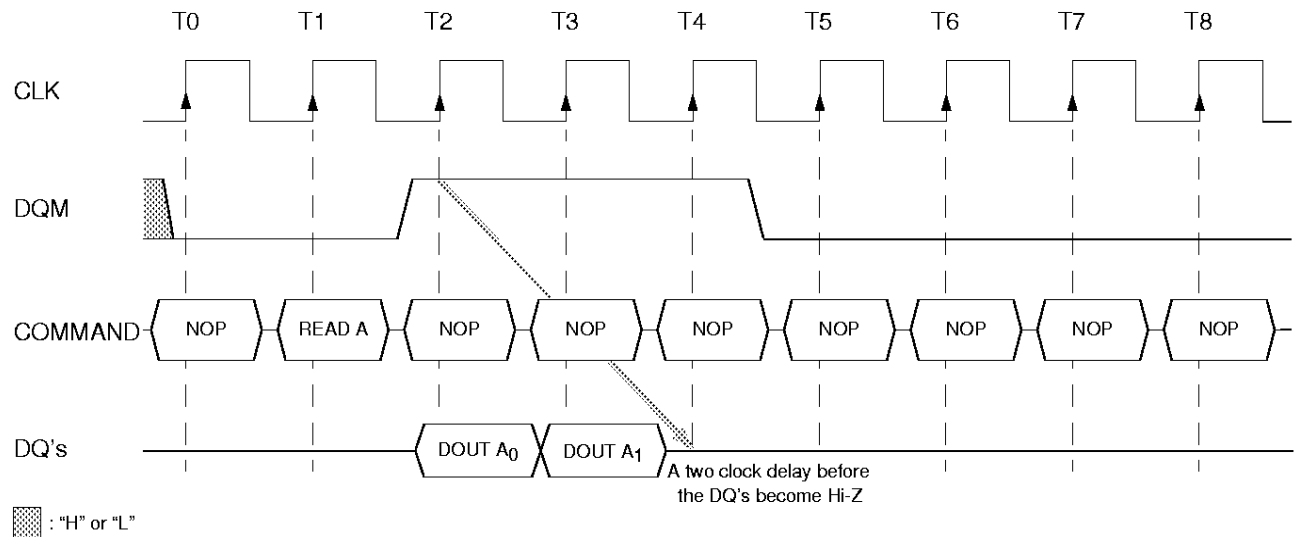 T0 T1 T2 T3 T4 T5 T6 T7 T8
CLK
DQM
COMMAND NOP READ A NOP NOP NOP NOP NOP NOP NOP
DQ's DOUT A0 DOUT A1
A two clock delay before
the DQ's become Hi-Z
: "H" or "L"